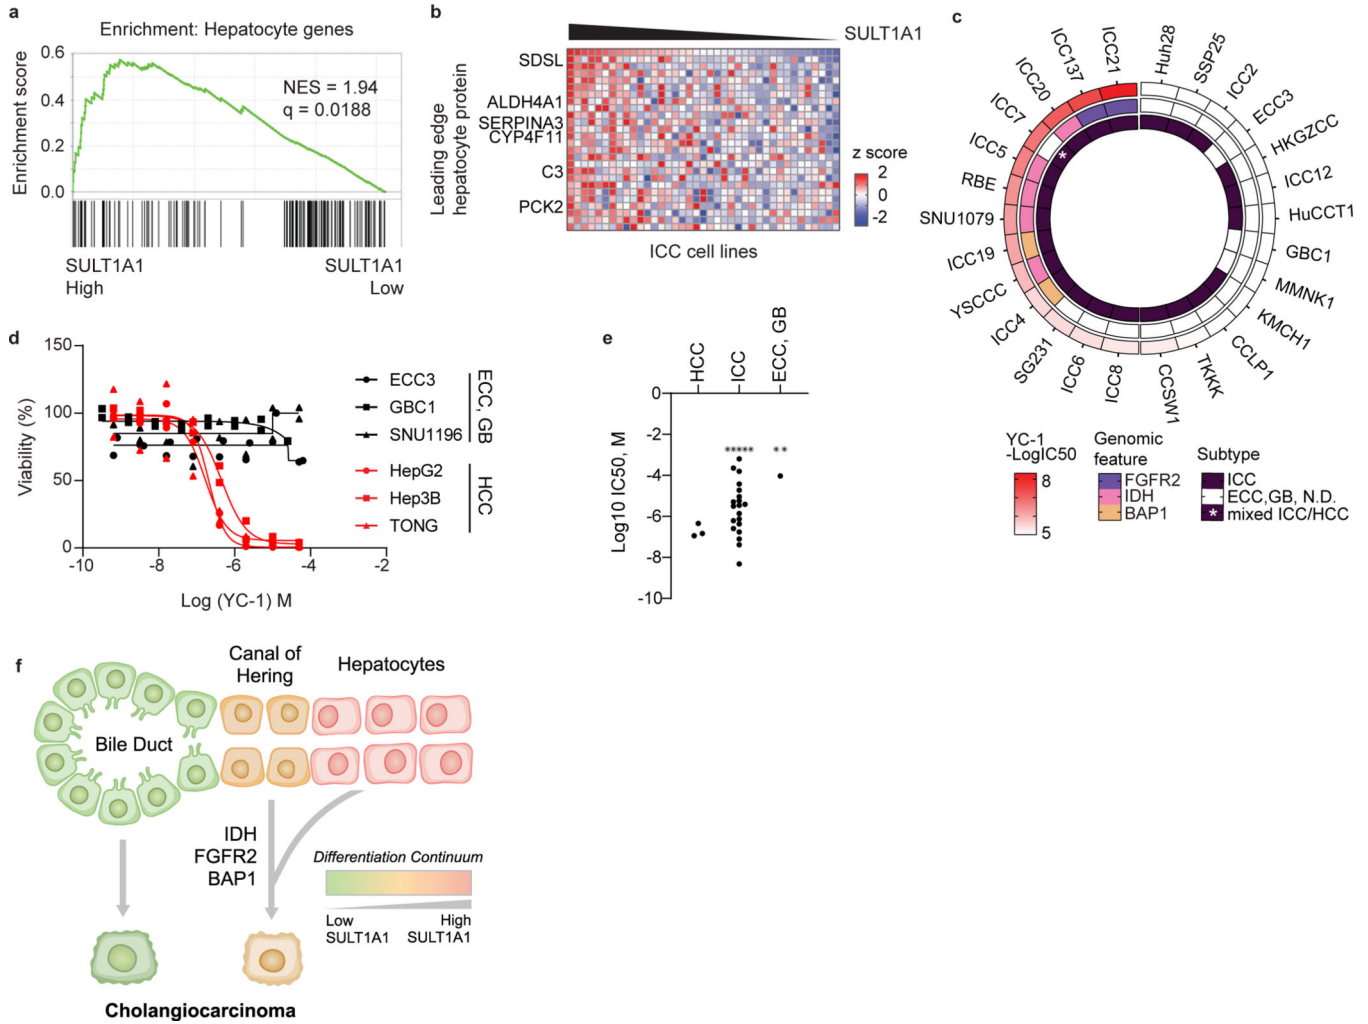 a
Enrichment: Hepatocyte genes
Enrichment score
0.6
0.4
0.2
0.0
NES = 1.94
q = 0.0188
SULT1A1
High
SULT1A1
Low
b
SULT1A1
Leading edge
hepatocyte protein
SDSL
ALDH4A1
SERPINA3
CYP4F11
C3
PCK2
z score
2
0
-2
ICC cell lines
c
Huh28
SSP25
ICC2
ECC3
HKGZCC
ICC12
HuCCT1
GBC1
MMNK1
KMCH1
CCLP1
TKKK
CCSW1
ICC8
ICC6
SG231
ICC4
YSCCC
ICC19
SNU1079
RBE
ICC5
ICC7
ICC20
ICC137
ICC21
*
YC-1
-LogIC50
8
5
Genomic
feature
FGFR2
IDH
BAP1
Subtype
ICC
ECC,GB, N.D.
* mixed ICC/HCC
d
Viability (%)
150
100
50
0
-10
-8
-6
-4
-2
Log (YC-1) M
ECC3
GBC1
SNU1196
ECC, GB
HepG2
Hep3B
TONG
HCC
e
HCC
ICC
ECC, GB
Log10 IC50, M
0
-2
-4
-6
-8
-10
*****
**
f
Canal of
Hering
Hepatocytes
Bile Duct
IDH
FGFR2
BAP1
Differentiation Continuum
Low
SULT1A1
High
SULT1A1
Cholangiocarcinoma